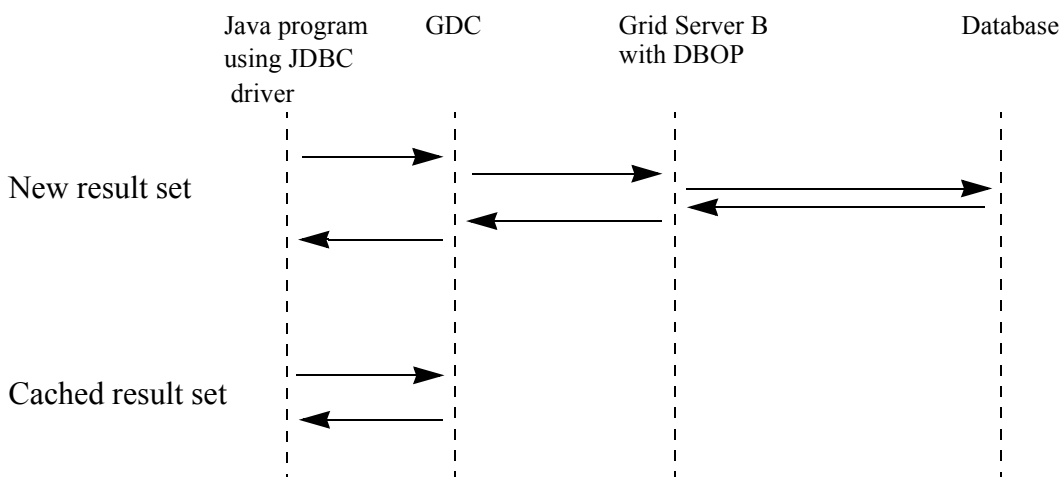 Java program
using JDBC
driver
GDC
Grid Server B
with DBOP
Database
New result set
Cached result set